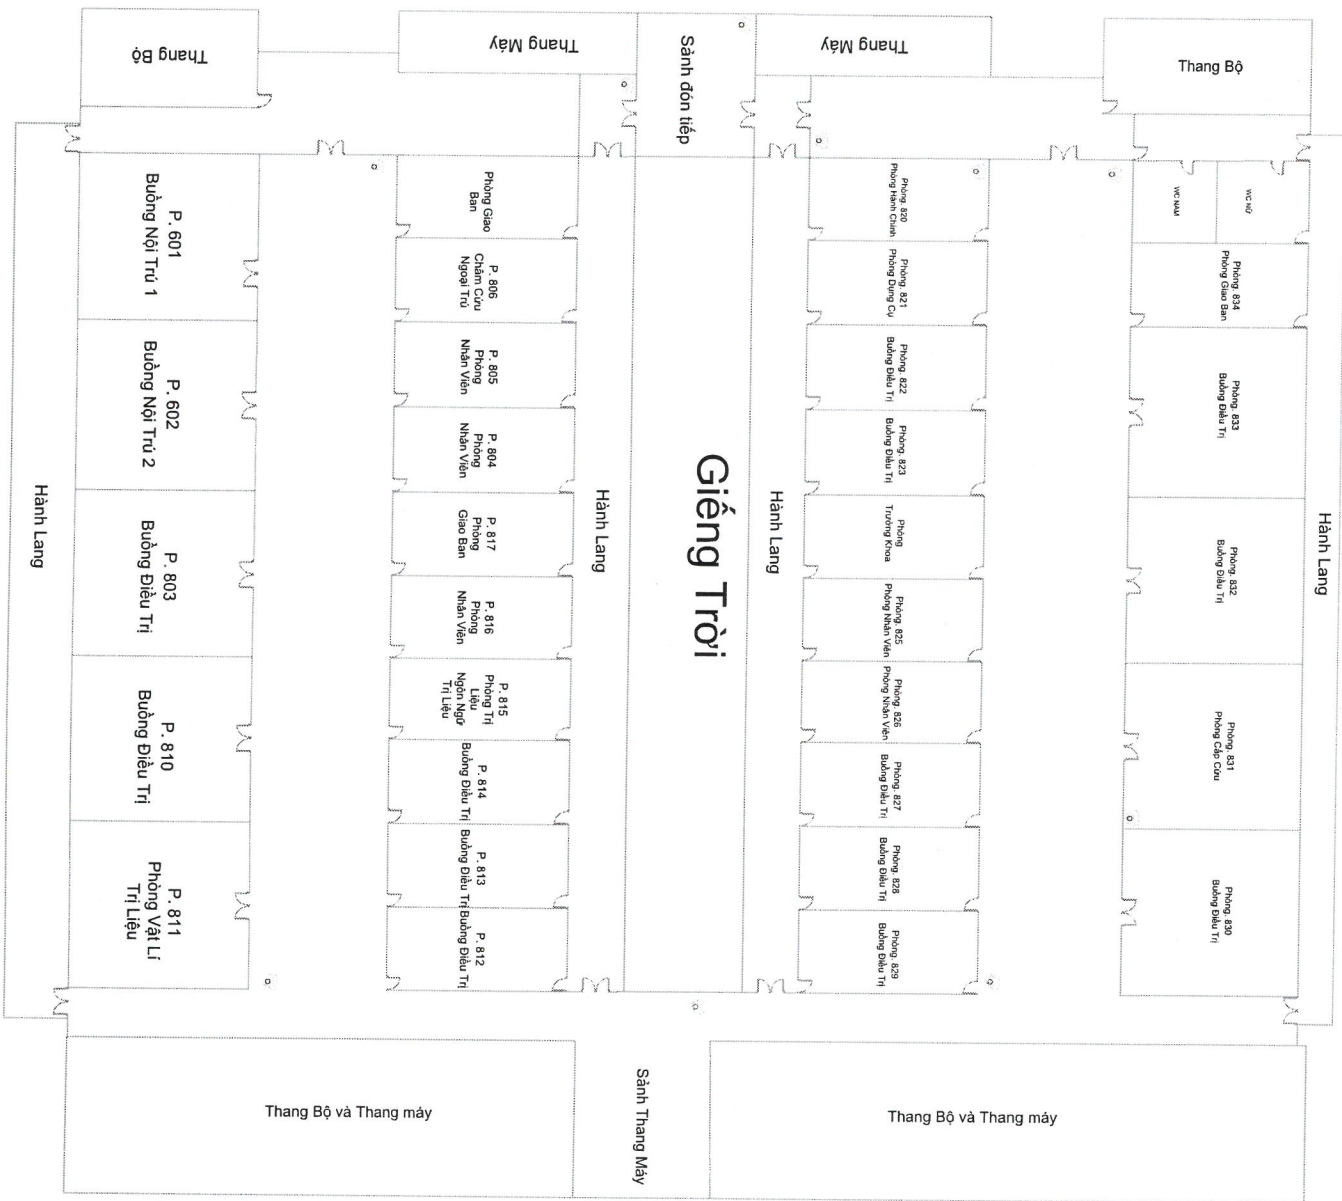 Thang Bộ
Thang Máy
Sảnh đón tiếp
Thang Máy
Thang Bộ
P. 601
Buồng Nội Trú 1
P. 602
Buồng Nội Trú 2
P. 803
Buồng Điều Trị
P. 810
Buồng Điều Trị
P. 811
Phòng Vật Lí
Trị Liệu
Hành Lang
Phòng Giao
Ban
P. 806
Châm Cứu
Ngoại Trú
P. 805
Phòng
Nhân Viên
P. 804
Phòng
Nhân Viên
P. 817
Phòng
Giao Ban
P. 816
Phòng
Nhân Viên
P. 815
Phòng Trị
Liệu
Ngôn Ngữ
Trị Liệu
P. 814
Buồng Điều Trị
P. 813
Buồng Điều Trị
P. 812
Buồng Điều Trị
Hành Lang
Giếng Trời
Hành Lang
Phòng. 820
Phòng Hành Chính
Phòng. 821
Phòng Dụng Cụ
Phòng. 822
Buồng Điều Trị
Phòng. 823
Buồng Điều Trị
Phòng
Trưởng Khoa
Phòng. 825
Phòng Nhân Viên
Phòng. 826
Phòng Nhân Viên
Phòng. 827
Buồng Điều Trị
Phòng. 828
Buồng Điều Trị
Phòng. 829
Buồng Điều Trị
WC NỮ
WC NAM
Phòng. 834
Phòng Giao Ban
Phòng. 833
Buồng Điều Trị
Phòng. 832
Buồng Điều Trị
Phòng. 831
Phòng Cấp Cứu
Phòng. 830
Buồng Điều Trị
Hành Lang
Thang Bộ và Thang máy
Sảnh Thang Máy
Thang Bộ và Thang máy